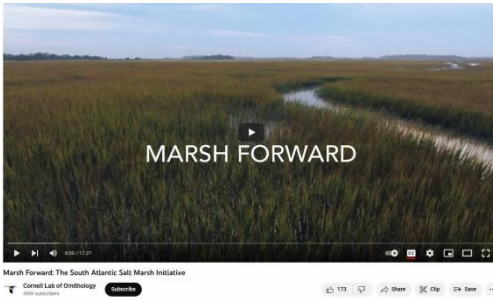 MARSH FORWARD
0:00 / 17:21
CC
Marsh Forward: The South Atlantic Salt Marsh Initiative
Cornell Lab of Ornithology
Subscribe
173
Share
Clip
Save